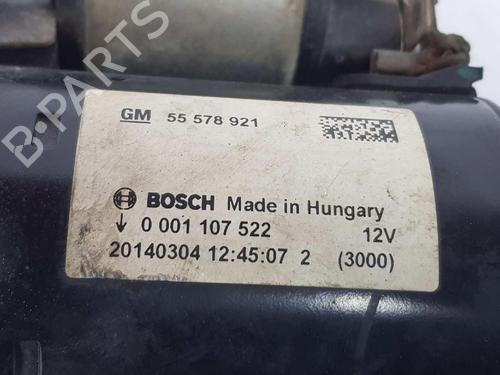 GM 55 578 921
BOSCH Made in Hungary
0 001 107 522 12V
20140304 12:45:07 2 (3000)